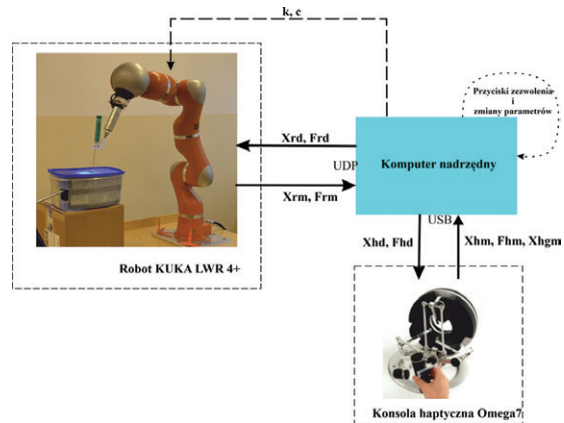 k, c
Przyciski zezwolenia
i
zmiany parametrów
Xrd, Frd
UDP
Komputer nadrzędny
Xrm, Frm
USB
Xhd, Fhd
Xhm, Fhm, Xhgm
Robot KUKA LWR 4+
Konsola haptyczna Omega7